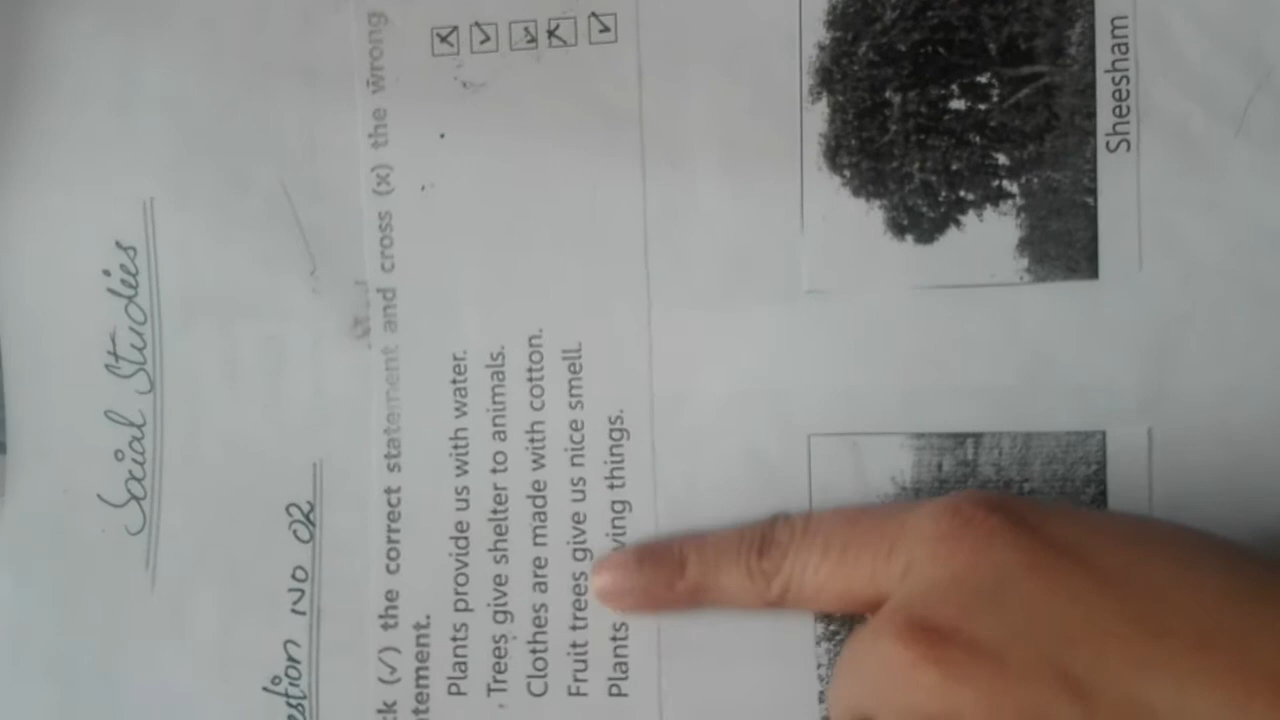 Social Studies
estion No 02
ck (✓) the correct statement and cross (x) the wrong
tement.
Plants provide us with water. ☒
Trees give shelter to animals. ☑
Clothes are made with cotton. ☑
Fruit trees give us nice smell. ☒
Plants ving things. ☑
Sheesham